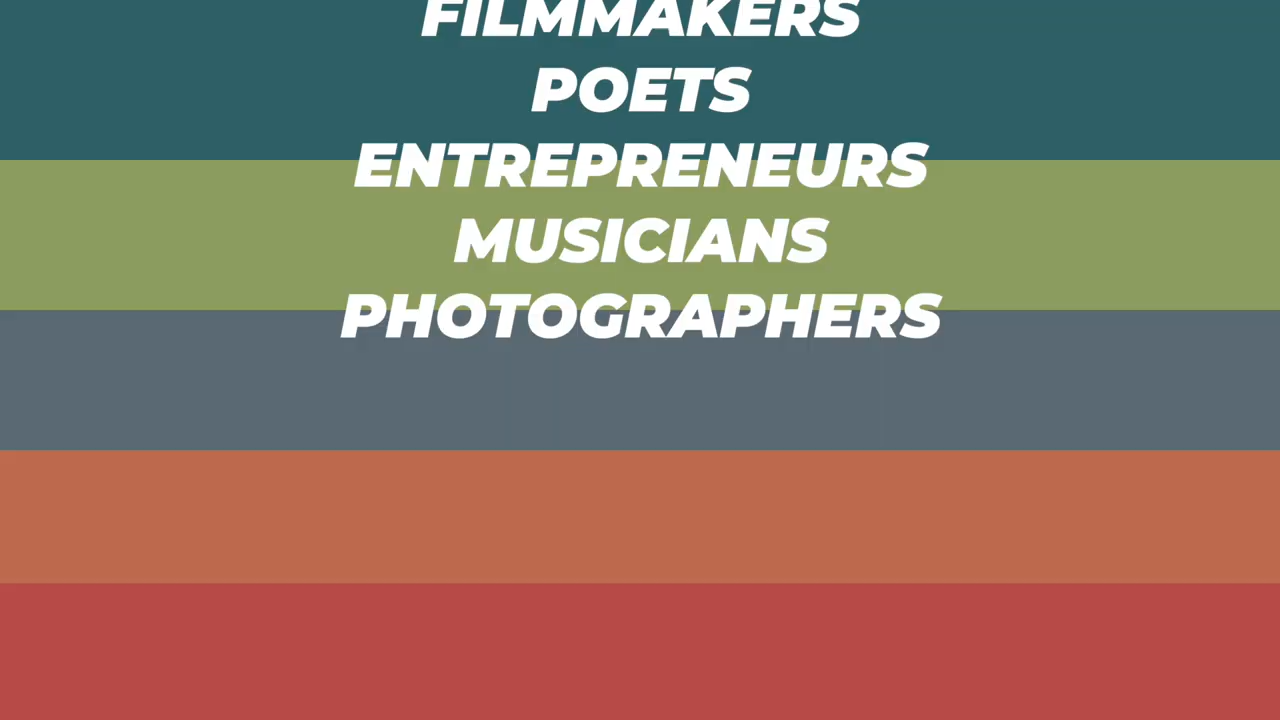 FILMMAKERS
POETS
ENTREPRENEURS
MUSICIANS
PHOTOGRAPHERS